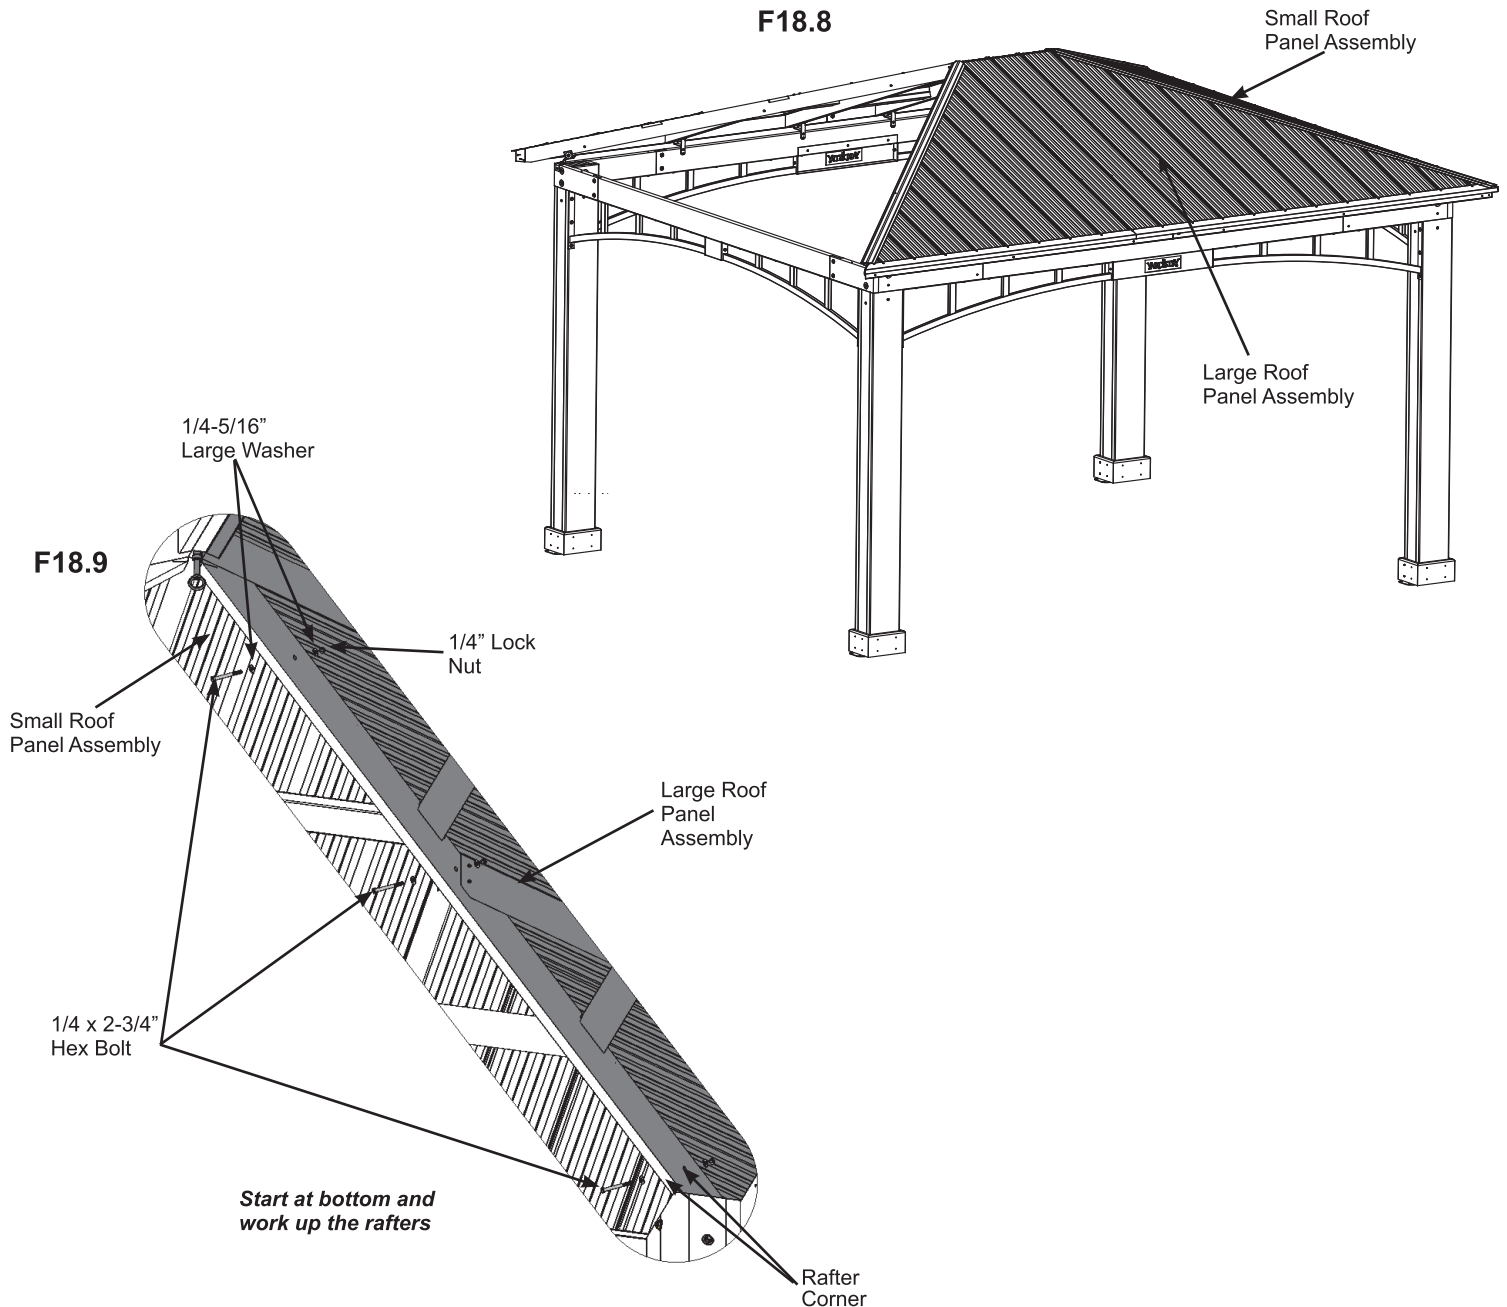 F18.8
Small Roof
Panel Assembly
Large Roof
Panel Assembly
1/4-5/16”
Large Washer
F18.9
1/4” Lock
Nut
Small Roof
Panel Assembly
Large Roof
Panel
Assembly
1/4 x 2-3/4”
Hex Bolt
Start at bottom and
work up the rafters
Rafter
Corner